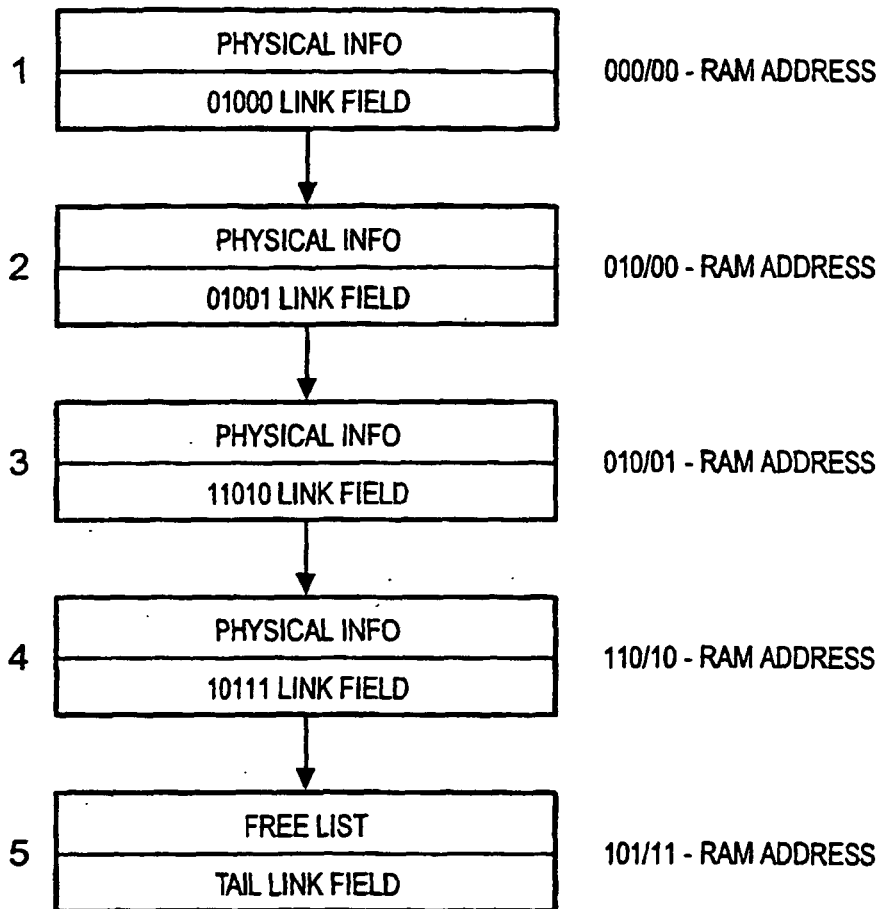 PHYSICAL INFO
1
000/00 - RAM ADDRESS
01000 LINK FIELD
PHYSICAL INFO
2
010/00 - RAM ADDRESS
01001 LINK FIELD
PHYSICAL INFO
3
010/01 - RAM ADDRESS
11010 LINK FIELD
PHYSICAL INFO
4
110/10 - RAM ADDRESS
10111 LINK FIELD
FREE LIST
5
101/11 - RAM ADDRESS
TAIL LINK FIELD